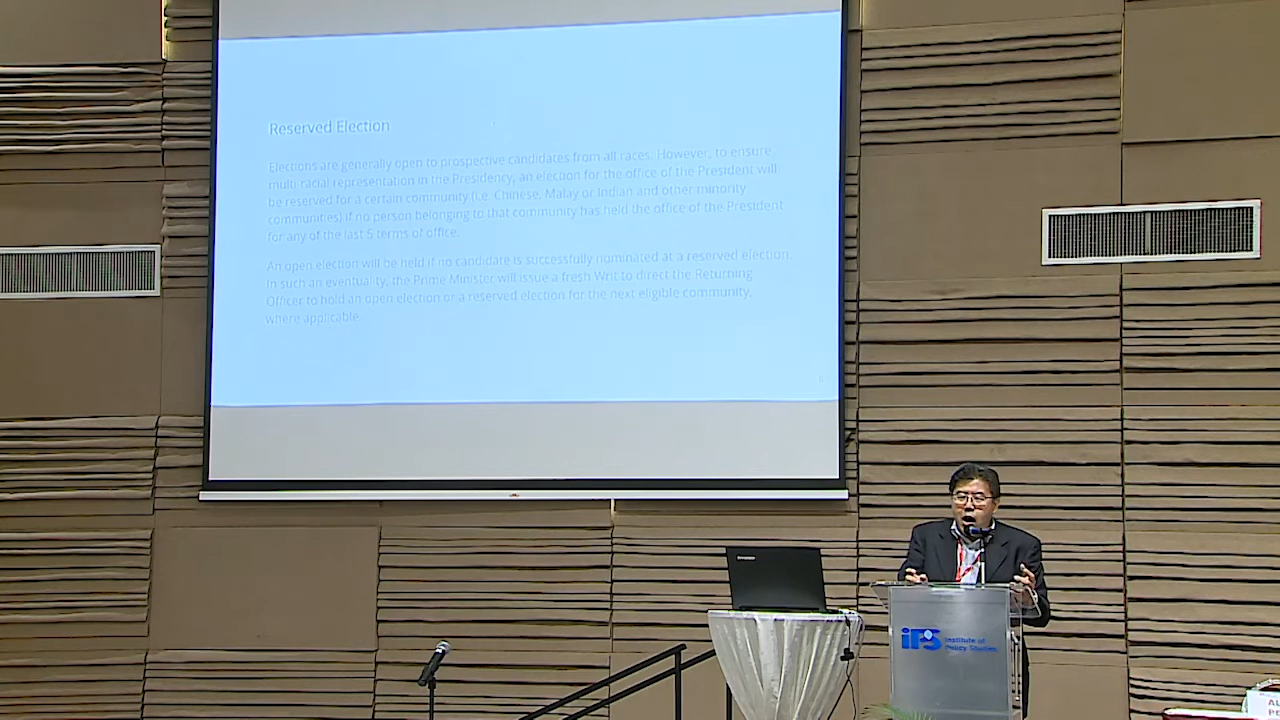 Reserved Election
Elections are generally open to prospective candidates from all races. However, to ensure
multi-racial representation in the Presidency, an election for the office of the President will
be reserved for a certain community (i.e. Chinese, Malay or Indian and other minority
communities) if no person belonging to that community has held the office of the President
for any of the last 5 terms of office.
An open election will be held if no candidate is successfully nominated at a reserved election.
In such an eventuality, the Prime Minister will issue a fresh Writ to direct the Returning
Officer to hold an open election or a reserved election for the next eligible community,
where applicable.
iPS Institute of
Policy Studies